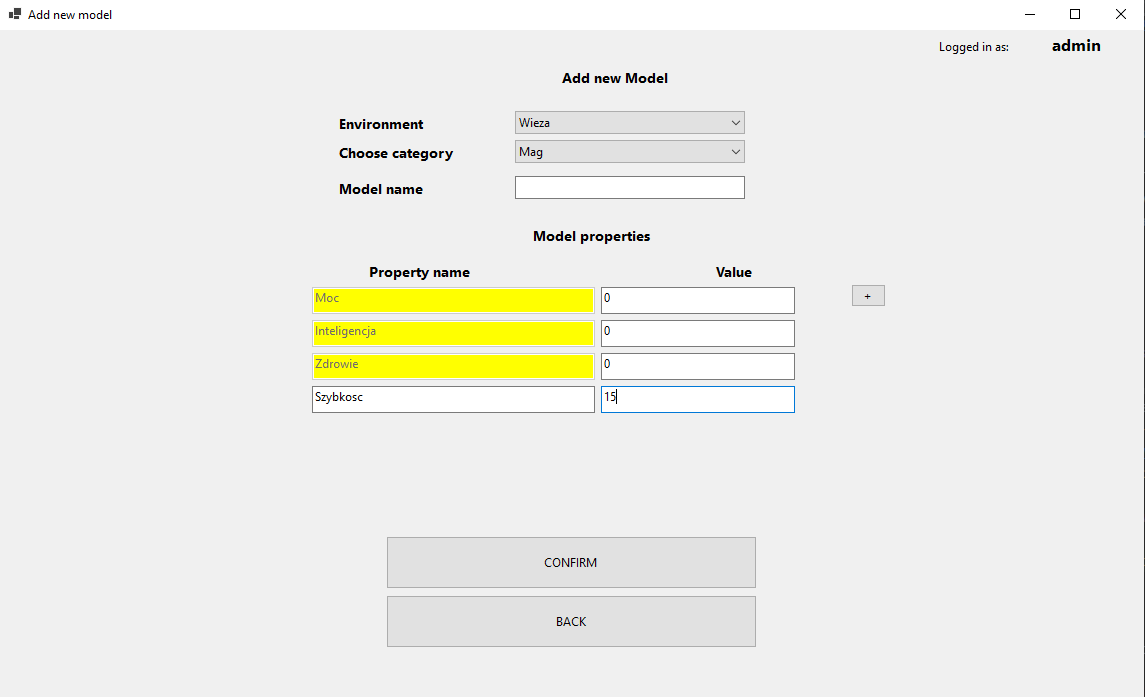 Add new model
Logged in as: admin
Add new Model
Environment Wieza
Choose category Mag
Model name
Model properties
Property name Value
Moc 0 +
Inteligencja 0
Zdrowie 0
Szybkosc 15
CONFIRM
BACK